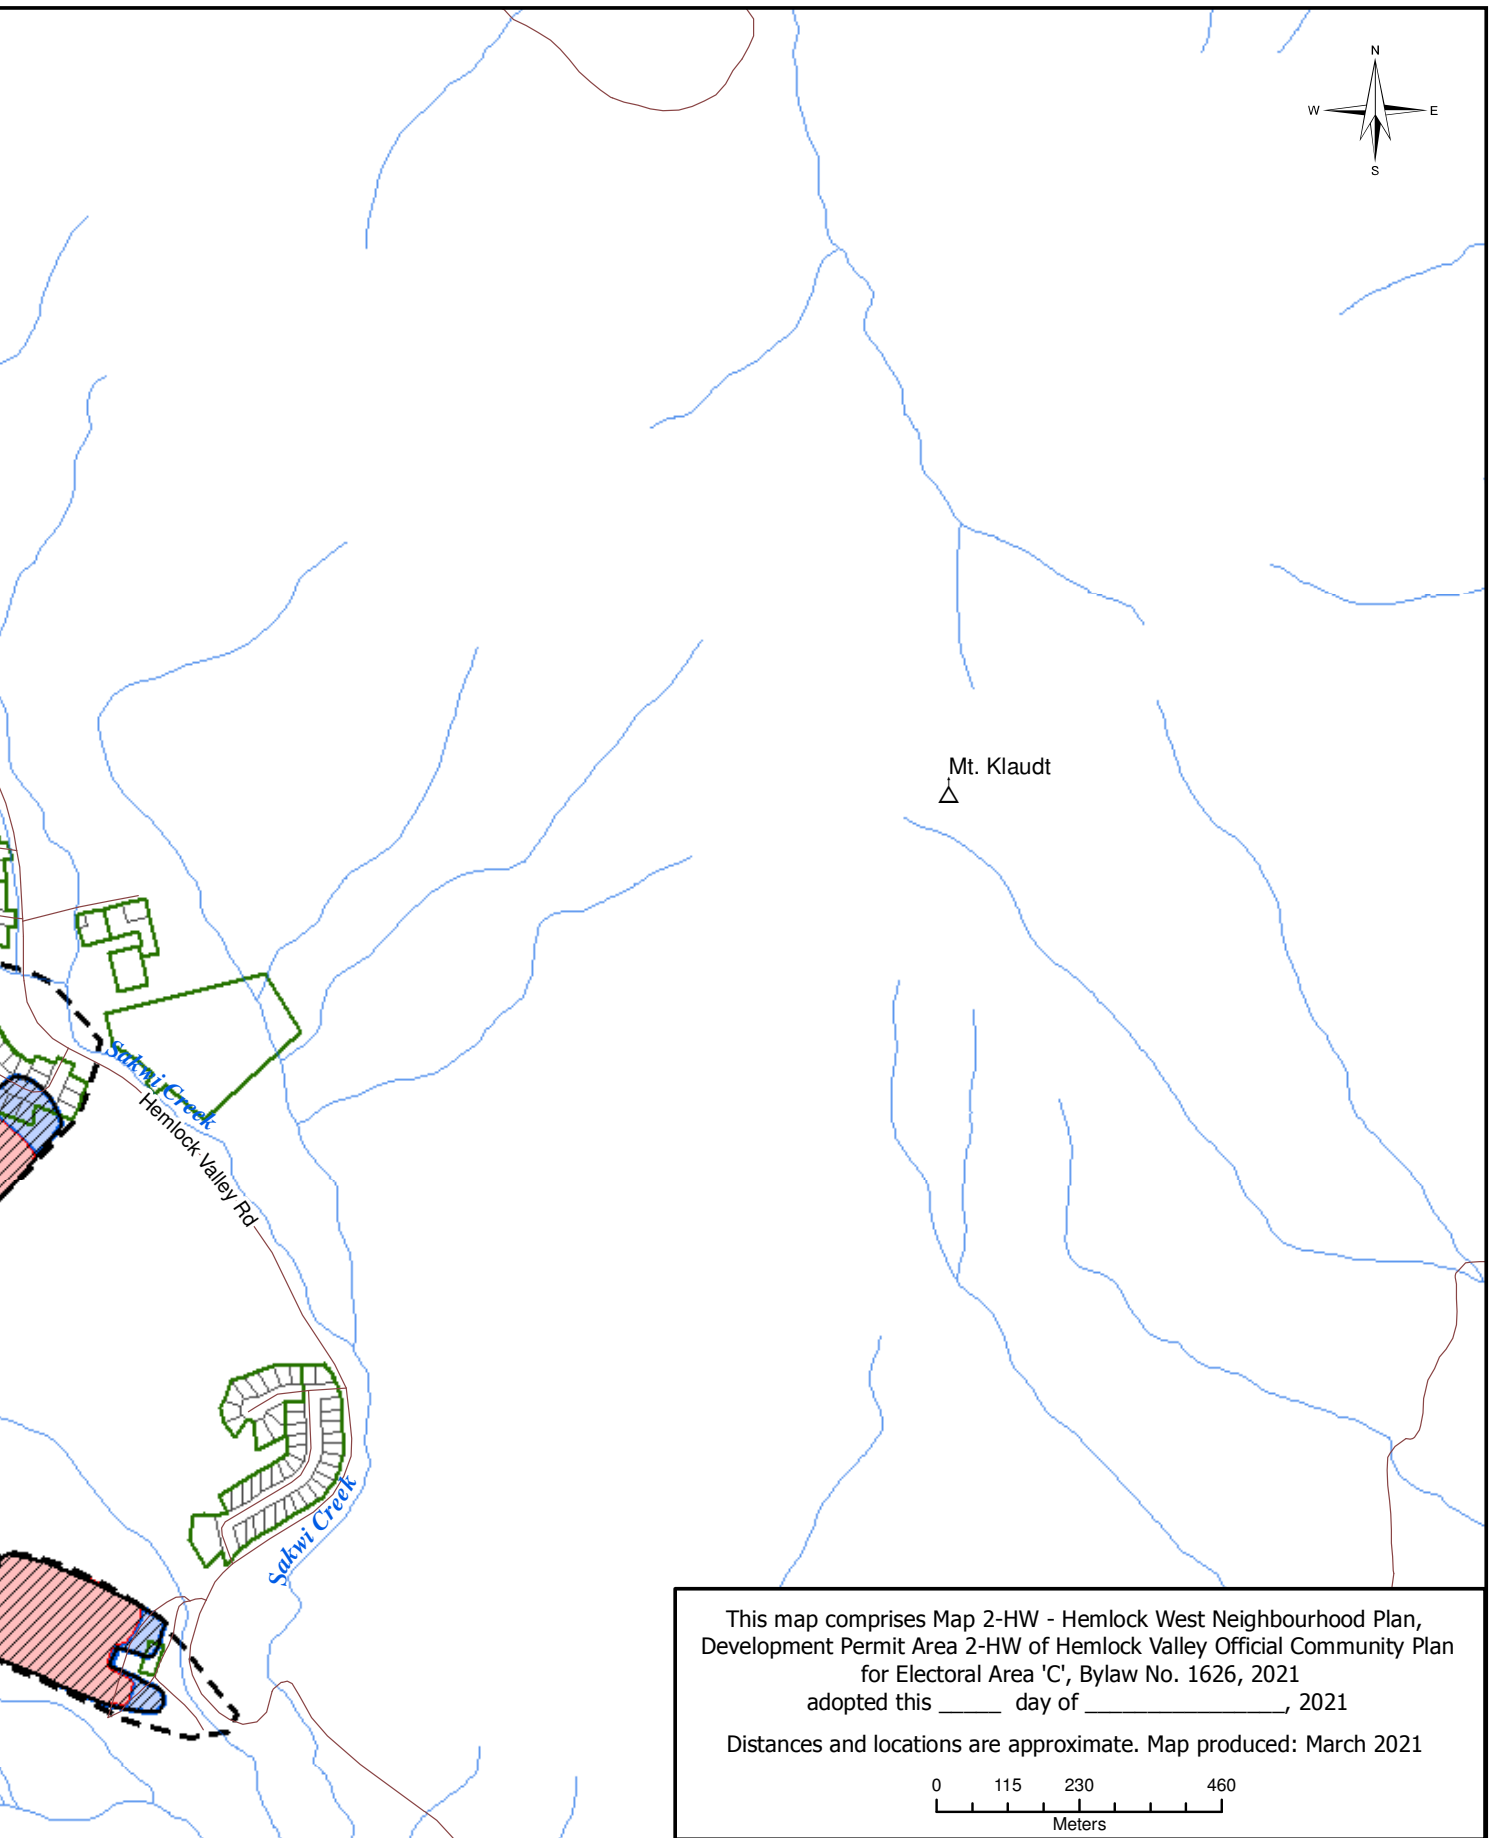 N
W E
S
Mt. Klaudt
Sakwi Creek
Hemlock Valley Rd
Sakwi Creek
This map comprises Map 2-HW - Hemlock West Neighbourhood Plan,
Development Permit Area 2-HW of Hemlock Valley Official Community Plan
for Electoral Area 'C', Bylaw No. 1626, 2021
adopted this _____ day of ________________, 2021
Distances and locations are approximate. Map produced: March 2021
0 115 230 460
Meters